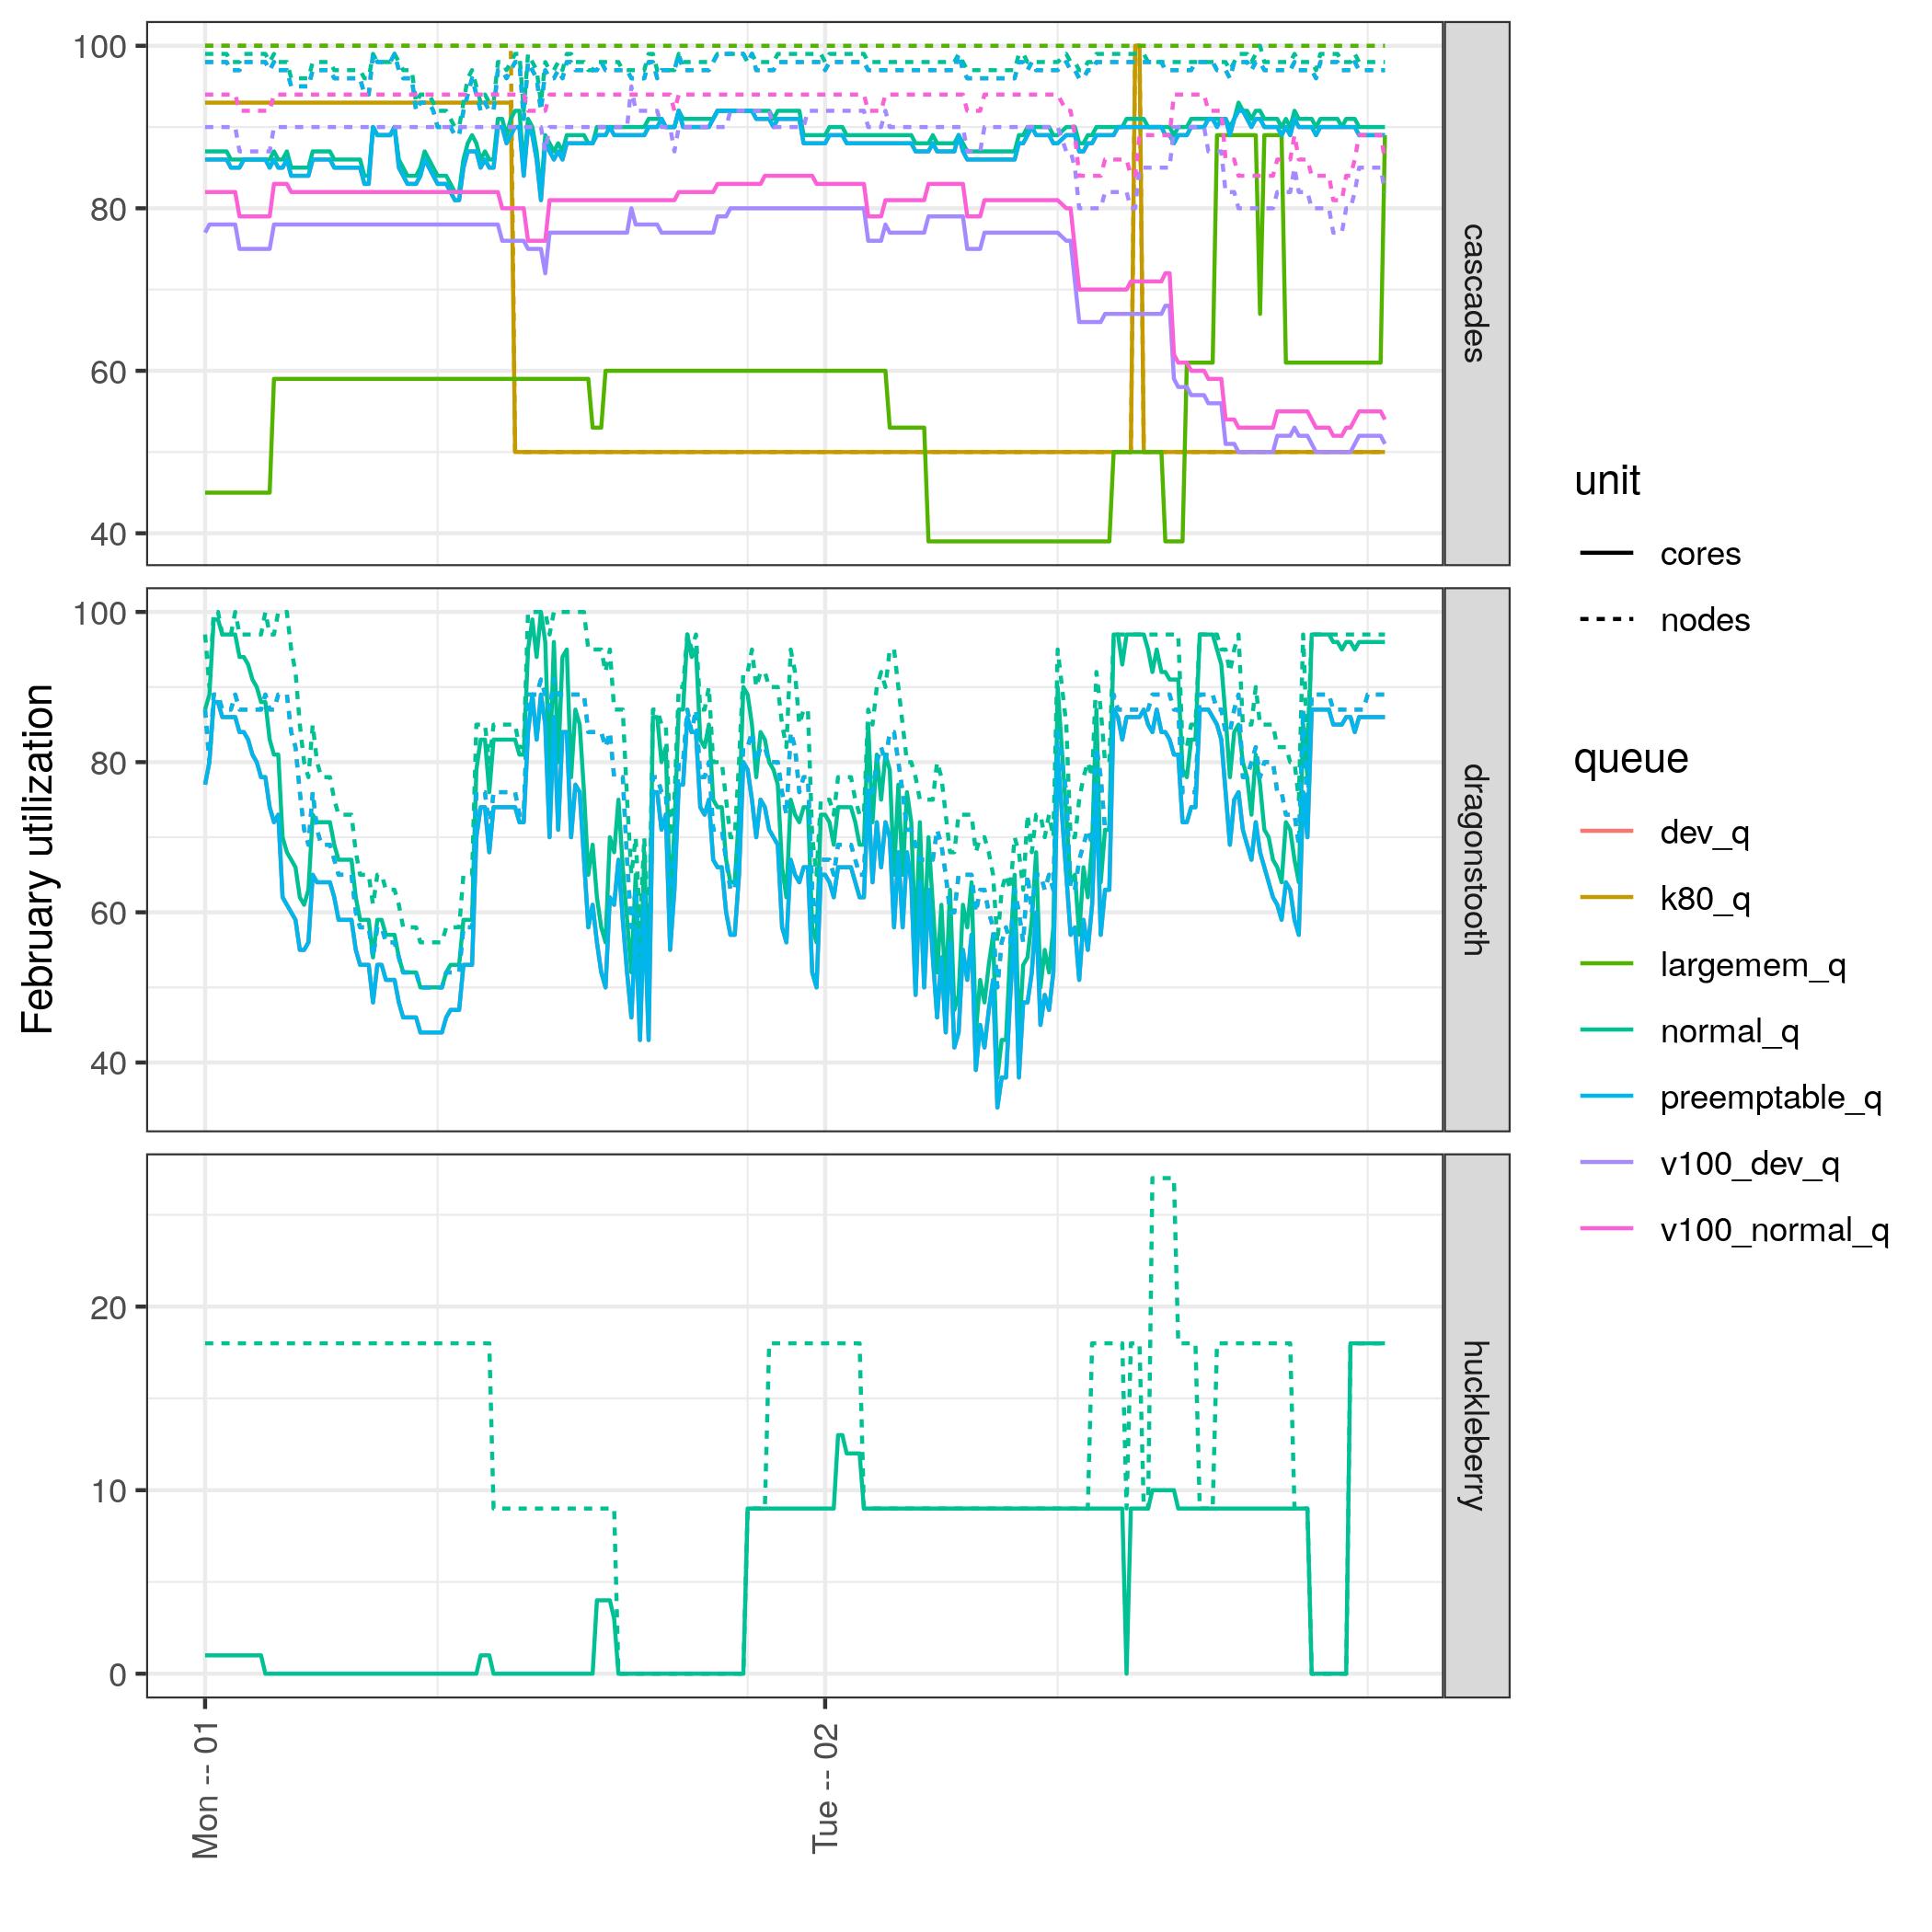 February utilization
100
80
60
40
cascades
100
80
60
40
dragonstooth
20
10
0
huckleberry
Mon -- 01
Tue -- 02
unit
cores
nodes
queue
dev_q
k80_q
largemem_q
normal_q
preemptable_q
v100_dev_q
v100_normal_q